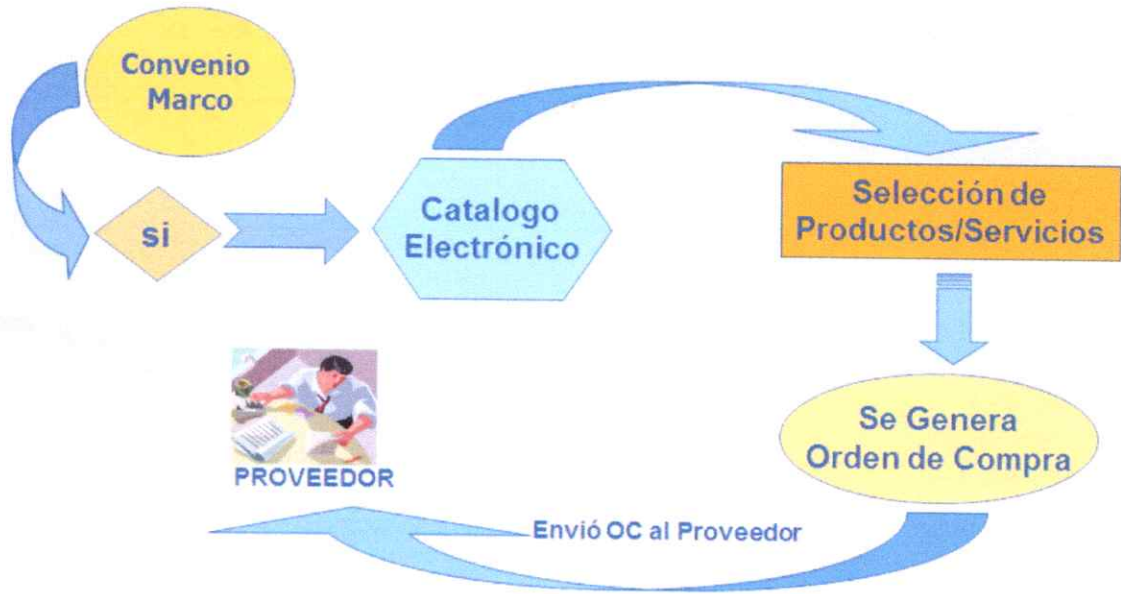 Convenio
Marco
si
Catalogo
Electrónico
Selección de
Productos/Servicios
Se Genera
Orden de Compra
Envió OC al Proveedor
PROVEEDOR